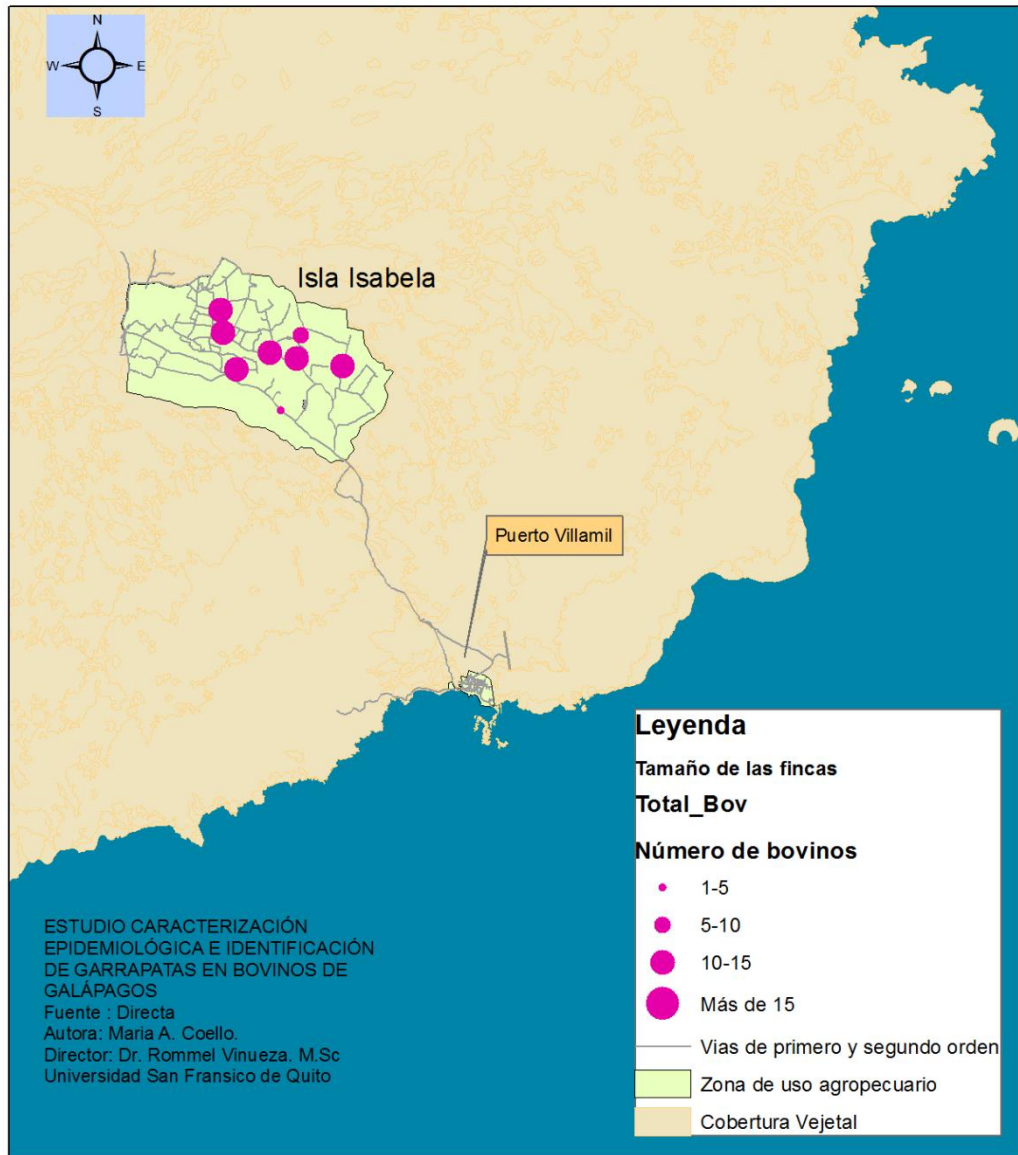 N
W E
S
Isla Isabela
Puerto Villamil
Leyenda
Tamaño de las fincas
Total_Bov
Número de bovinos
1-5
5-10
10-15
Más de 15
Vias de primero y segundo orden
Zona de uso agropecuario
Cobertura Vejetal
ESTUDIO CARACTERIZACIÓN
EPIDEMIOLÓGICA E IDENTIFICACIÓN
DE GARRAPATAS EN BOVINOS DE
GALÁPAGOS
Fuente : Directa
Autora: Maria A. Coello.
Director: Dr. Rommel Vinueza. M.Sc
Universidad San Fransico de Quito